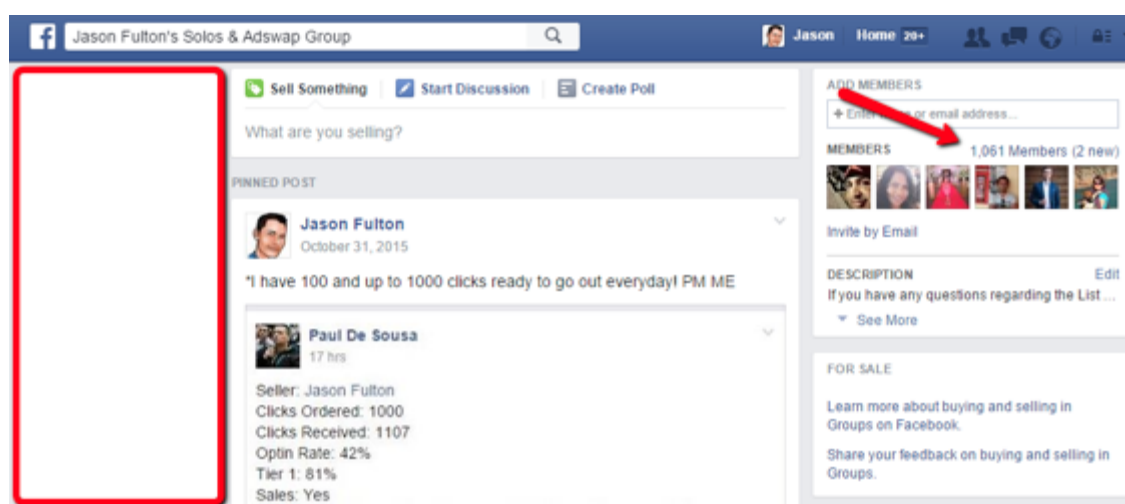 Jason Fulton's Solos & Adswap Group
Jason Home 20+
Sell Something Start Discussion Create Poll
What are you selling?
PINNED POST
Jason Fulton
October 31, 2015
"I have 100 and up to 1000 clicks ready to go out everyday! PM ME
Paul De Sousa
17 hrs
Seller: Jason Fulton
Clicks Ordered: 1000
Clicks Received: 1107
Optin Rate: 42%
Tier 1: 81%
Sales: Yes
ADD MEMBERS
+ Enter or email address...
MEMBERS 1,061 Members (2 new)
Invite by Email
DESCRIPTION Edit
If you have any questions regarding the List ...
See More
FOR SALE
Learn more about buying and selling in
Groups on Facebook.
Share your feedback on buying and selling in
Groups.